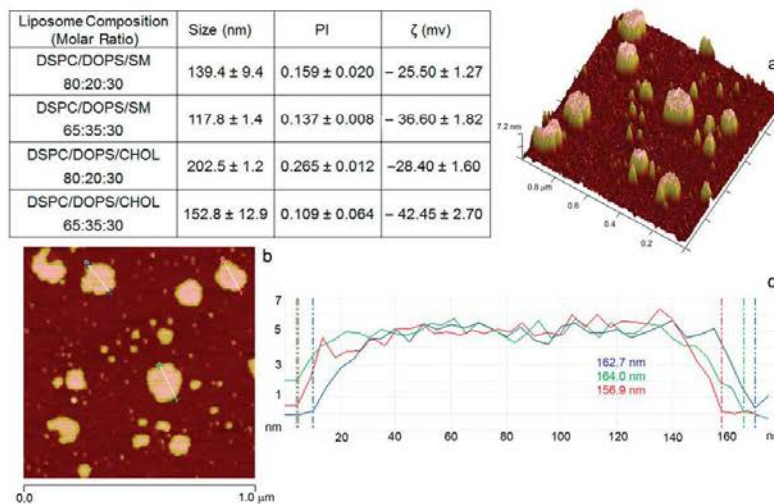 Liposome Composition
(Molar Ratio)
Size (nm)
PI
ζ (mv)
DSPC/DOPS/SM
80:20:30
139.4 ± 9.4
0.159 ± 0.020
− 25.50 ± 1.27
DSPC/DOPS/SM
65:35:30
117.8 ± 1.4
0.137 ± 0.008
− 36.60 ± 1.82
DSPC/DOPS/CHOL
80:20:30
202.5 ± 1.2
0.265 ± 0.012
−28.40 ± 1.60
DSPC/DOPS/CHOL
65:35:30
152.8 ± 12.9
0.109 ± 0.064
− 42.45 ± 2.70
a
7.2 nm
0.8 μm
0.6
0.4
0.2
b
0.0
1.0
μm
7
5
3
1
nm
162.7 nm
164.0 nm
156.9 nm
20
40
60
80
100
120
140
160